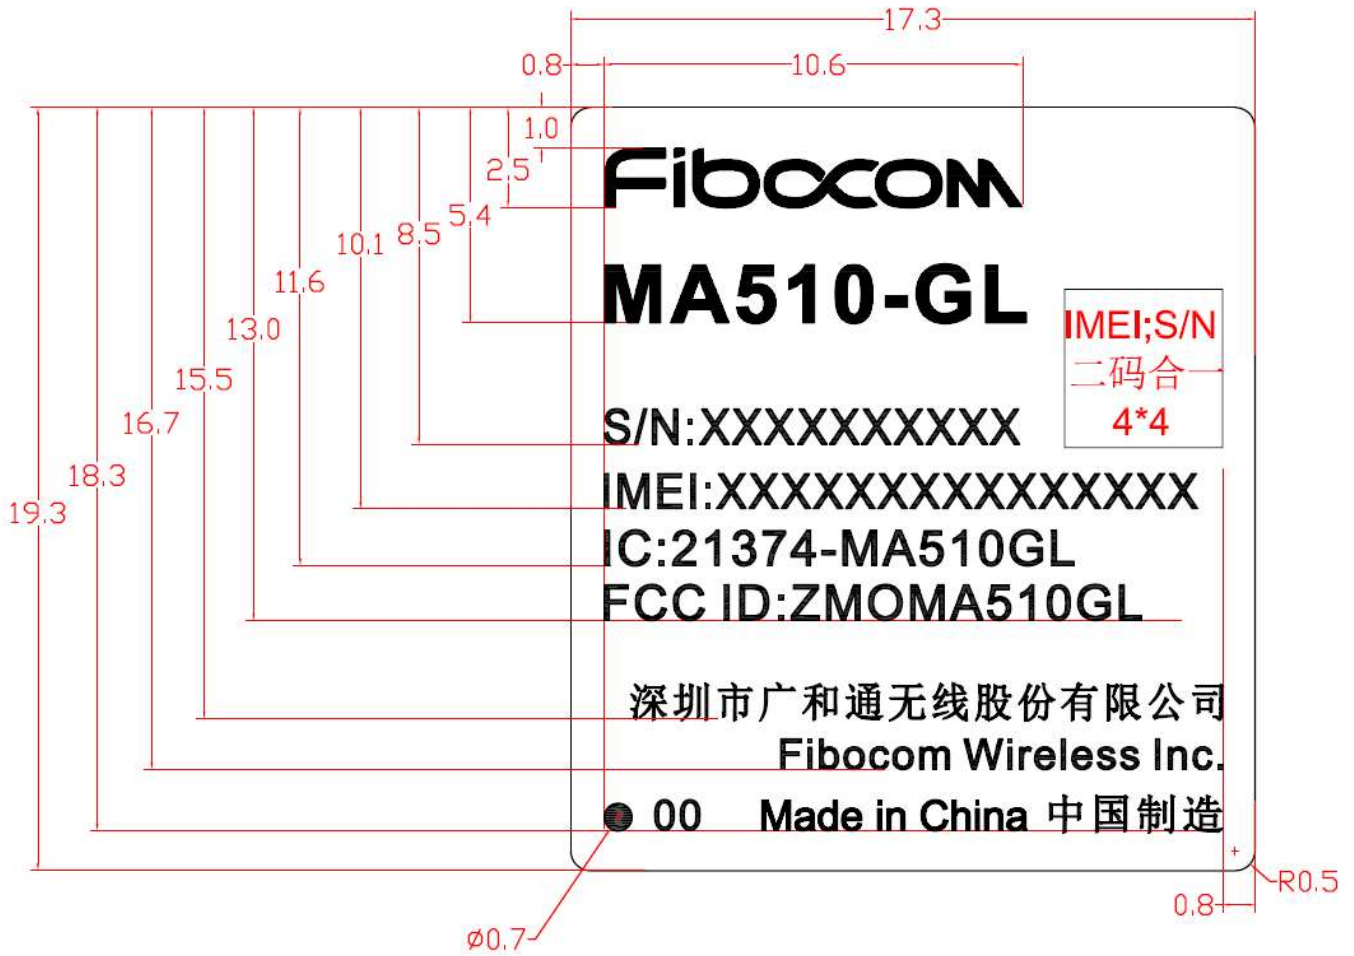 17.3
0.8
10.6
1.0
2.5
5.4
8.5
10.1
11.6
13.0
15.5
16.7
18.3
19.3
Fibocom
MA510-GL
IMEI;S/N
二码合一
4*4
S/N:XXXXXXXXXX
IMEI:XXXXXXXXXXXXXXX
IC:21374-MA510GL
FCC ID:ZMOMA510GL
深圳市广和通无线股份有限公司
Fibocom Wireless Inc.
00 Made in China 中国制造
R0.5
0.8
Ø0.7